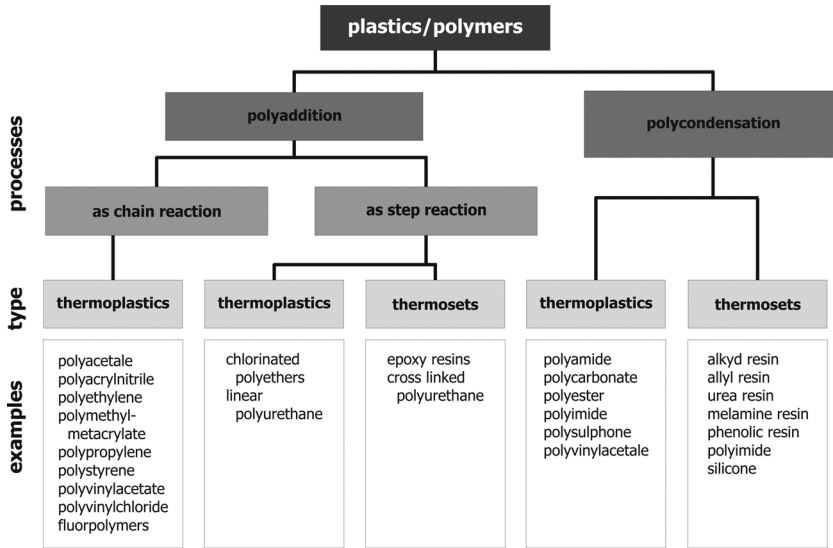 plastics/polymers
processes
polyaddition
polycondensation
as chain reaction
as step reaction
type
thermoplastics
thermoplastics
thermosets
thermoplastics
thermosets
examples
polyacetale
polyacrylnitrile
polyethylene
polymethyl-
metacrylate
polypropylene
polystyrene
polyvinylacetate
polyvinylchloride
fluorpolymers
chlorinated
polyethers
linear
polyurethane
epoxy resins
cross linked
polyurethane
polyamide
polycarbonate
polyester
polyimide
polysulphone
polyvinylacetale
alkyd resin
allyl resin
urea resin
melamine resin
phenolic resin
polyimide
silicone